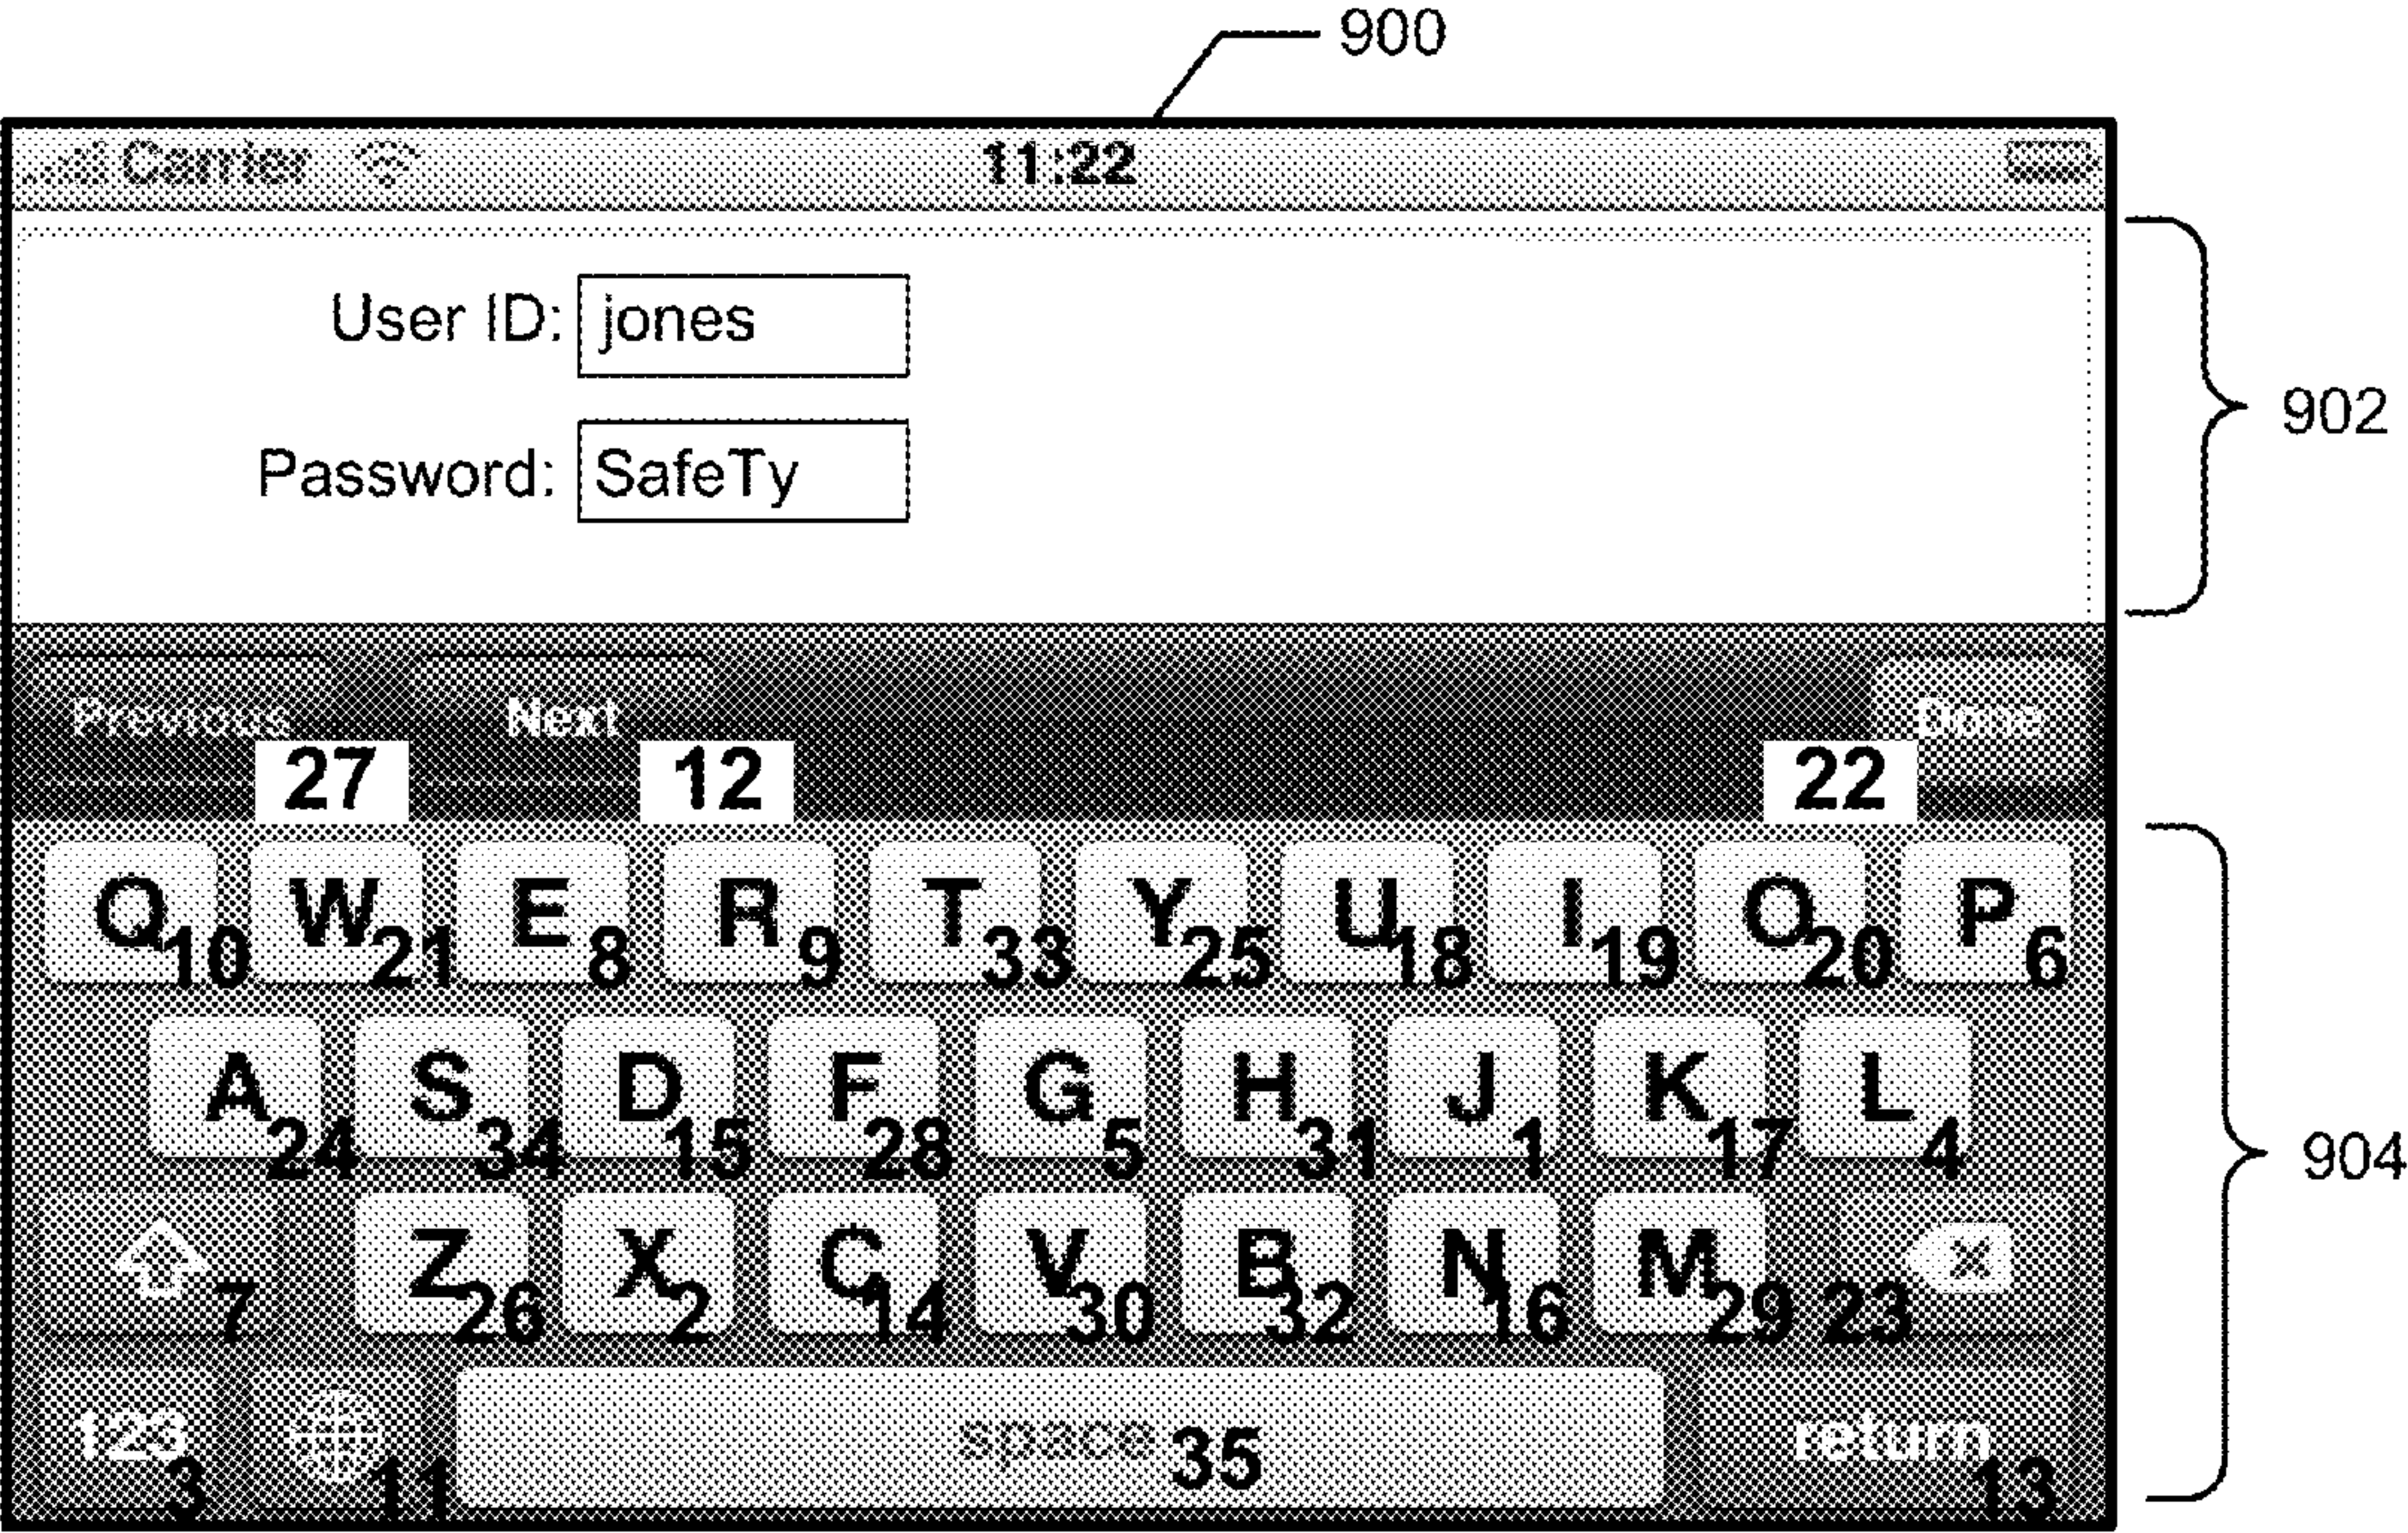 900
Carrier 11:22
User ID: jones
902
Password: SafeTy
Previous Next Done
27 12 22
Q W E R T Y U I O P
10 21 8 9 33 25 18 19 20 6
A S D F G H J K L
24 34 15 28 5 31 1 17 4
904
Z X C V B N M
7 26 2 14 30 32 16 29 23
123 space return
3 11 35 13